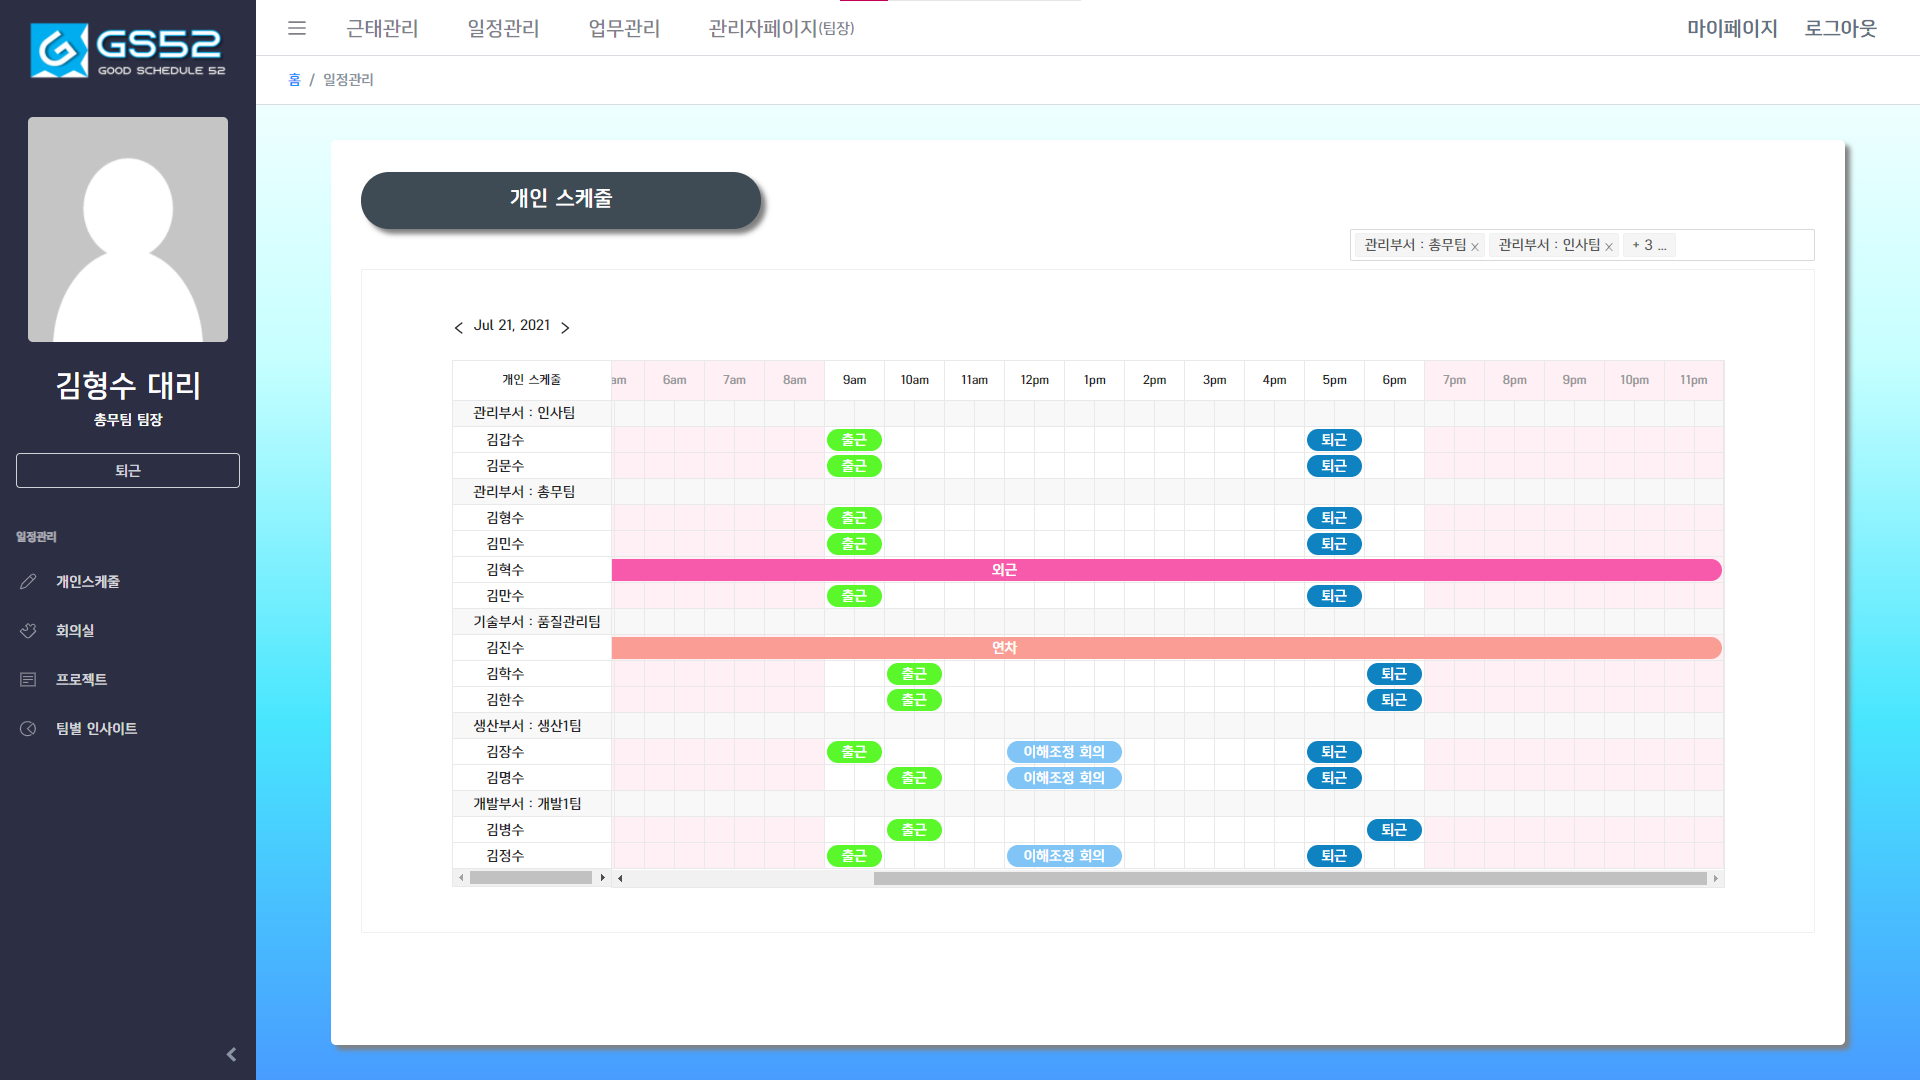 GS52
GOOD SCHEDULE 52
근태관리 일정관리 업무관리 관리자페이지(팀장) 마이페이지 로그아웃
홈 / 일정관리
김형수 대리
총무팀 팀장
퇴근
일정관리
개인스케줄
회의실
프로젝트
팀별 인사이트
개인 스케줄
관리부서 : 총무팀 x 관리부서 : 인사팀 x + 3 ...
Jul 21, 2021
개인 스케줄 am 6am 7am 8am 9am 10am 11am 12pm 1pm 2pm 3pm 4pm 5pm 6pm 7pm 8pm 9pm 10pm 11pm
관리부서 : 인사팀
김갑수 출근 퇴근
김문수 출근 퇴근
관리부서 : 총무팀
김형수 출근 퇴근
김민수 출근 퇴근
김혁수 외근
김만수 출근 퇴근
기술부서 : 품질관리팀
김진수 연차
김학수 출근 퇴근
김한수 출근 퇴근
생산부서 : 생산1팀
김장수 출근 이해조정 회의 퇴근
김명수 출근 이해조정 회의 퇴근
개발부서 : 개발1팀
김병수 출근 퇴근
김정수 출근 이해조정 회의 퇴근